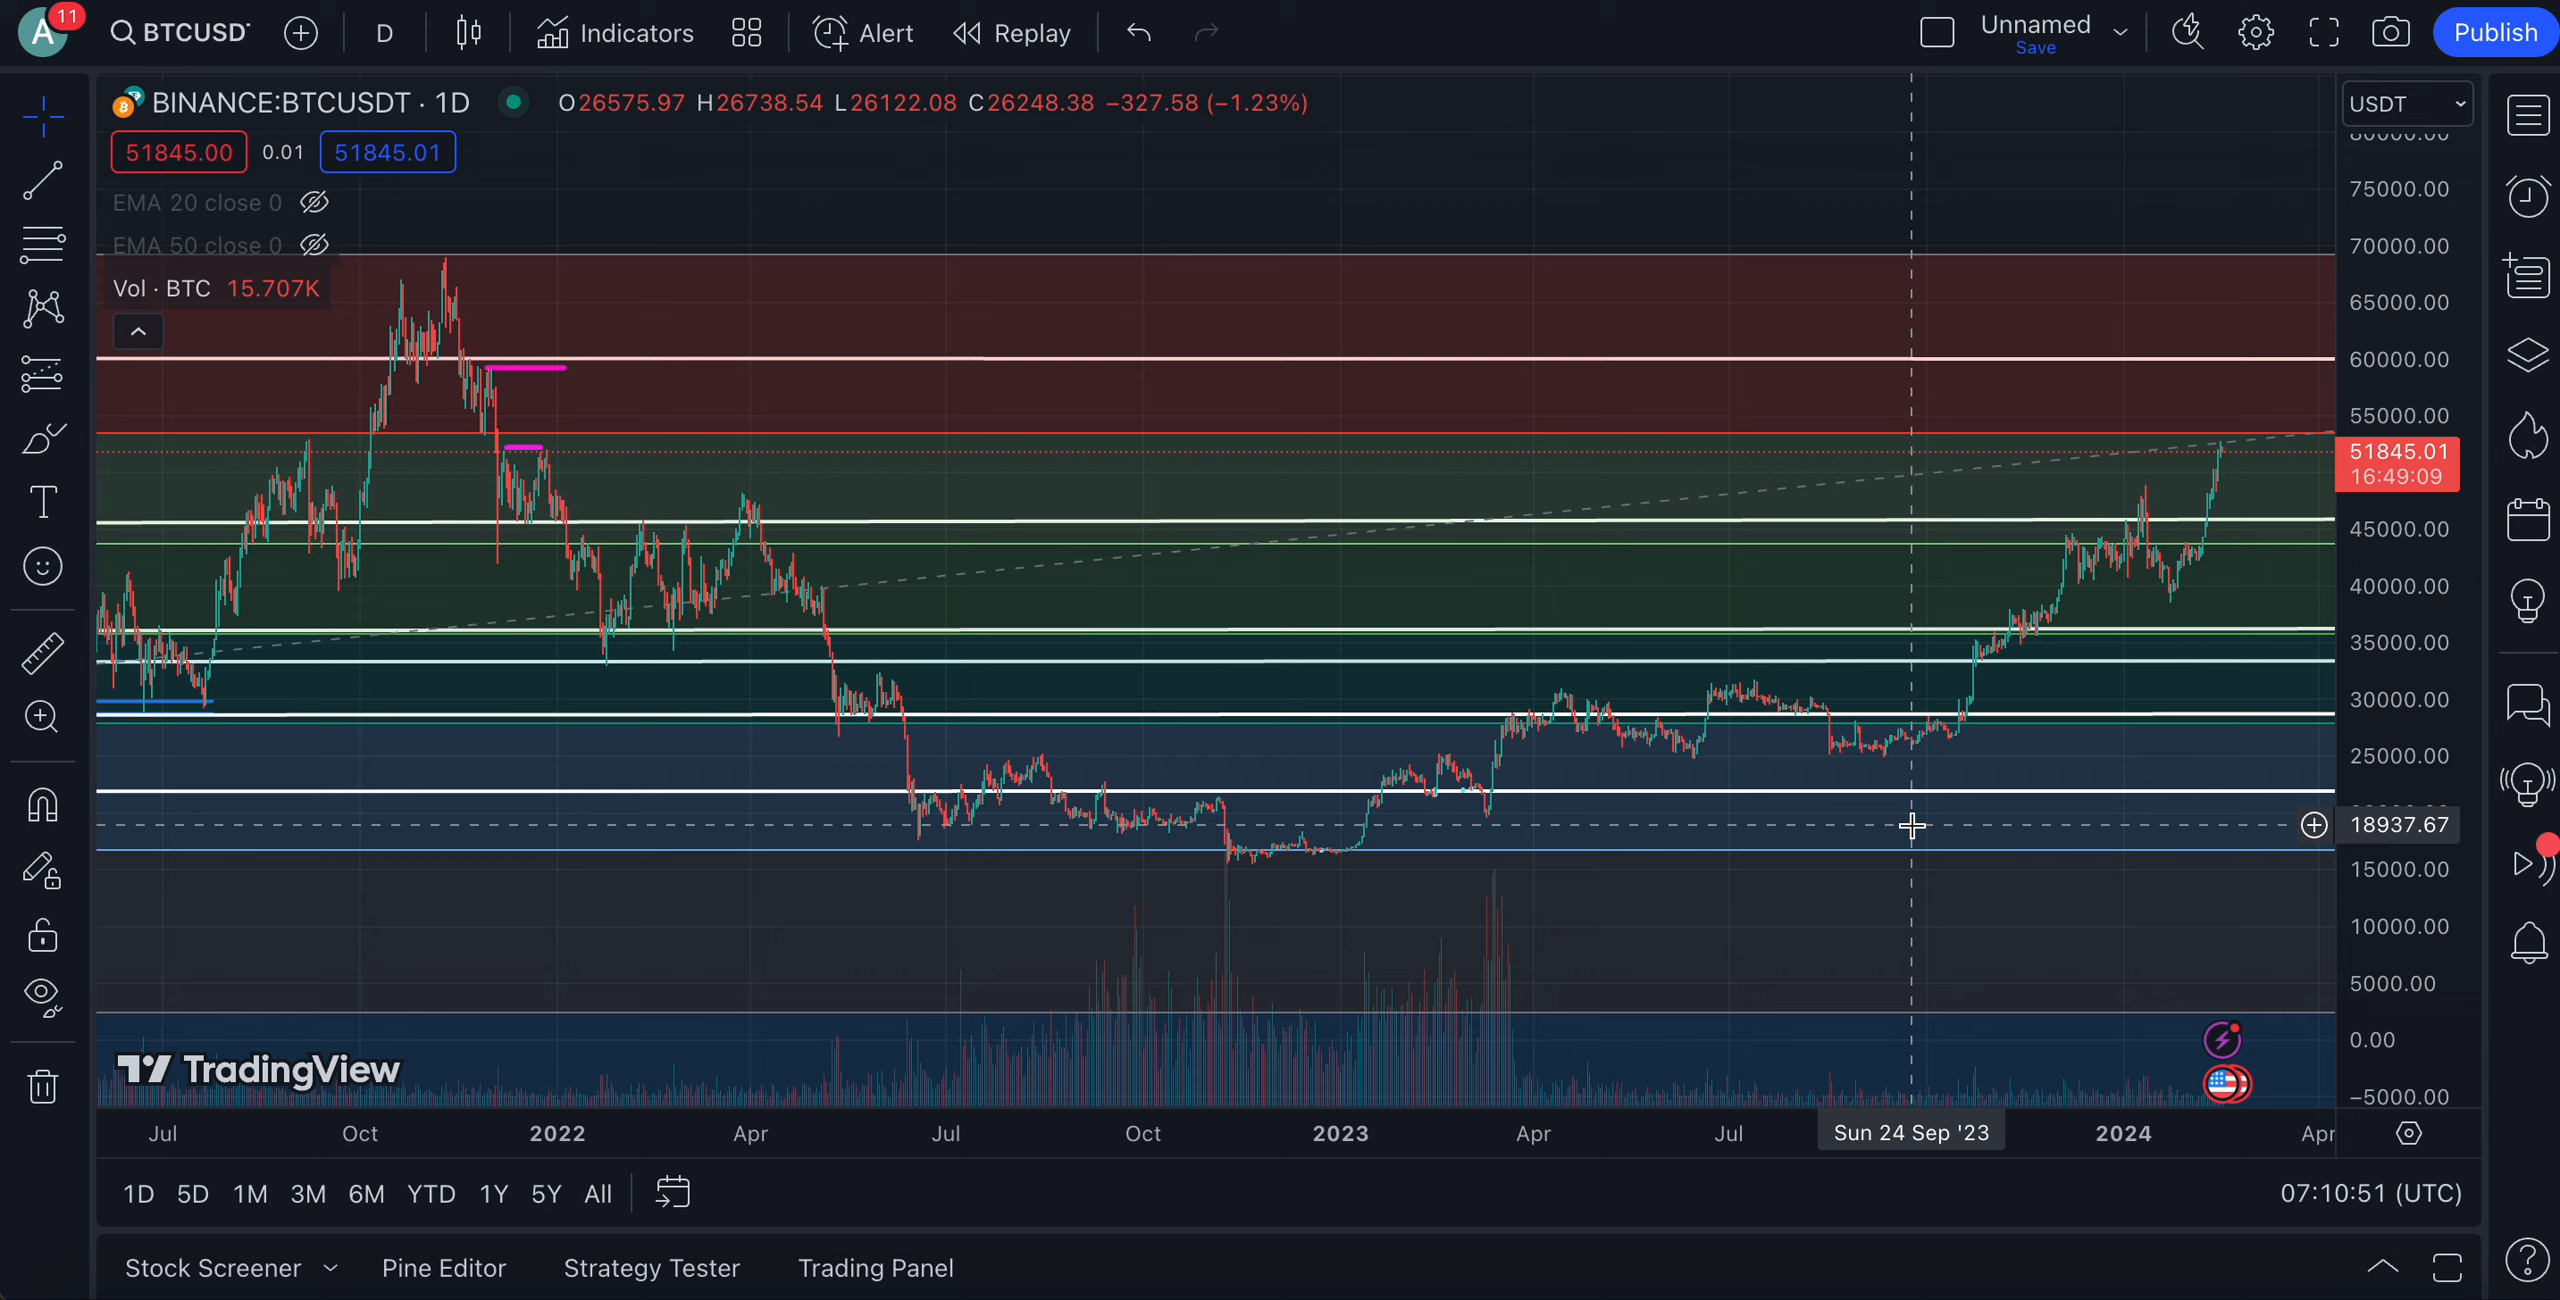 A 11 BTCUSDT D Indicators Alert Replay Unnamed Save Publish
BINANCE:BTCUSDT · 1D O26575.97 H26738.54 L26122.08 C26248.38 −327.58 (−1.23%)
USDT
51845.00 0.01 51845.01
EMA 20 close 0
EMA 50 close 0
Vol · BTC 15.707K
80000.00
75000.00
70000.00
65000.00
60000.00
55000.00
51845.01
16:49:09
45000.00
40000.00
35000.00
30000.00
25000.00
18937.67
15000.00
10000.00
5000.00
0.00
−5000.00
TradingView
Jul Oct 2022 Apr Jul Oct 2023 Apr Jul Sun 24 Sep '23 2024 Apr
1D 5D 1M 3M 6M YTD 1Y 5Y All 07:10:51 (UTC)
Stock Screener Pine Editor Strategy Tester Trading Panel